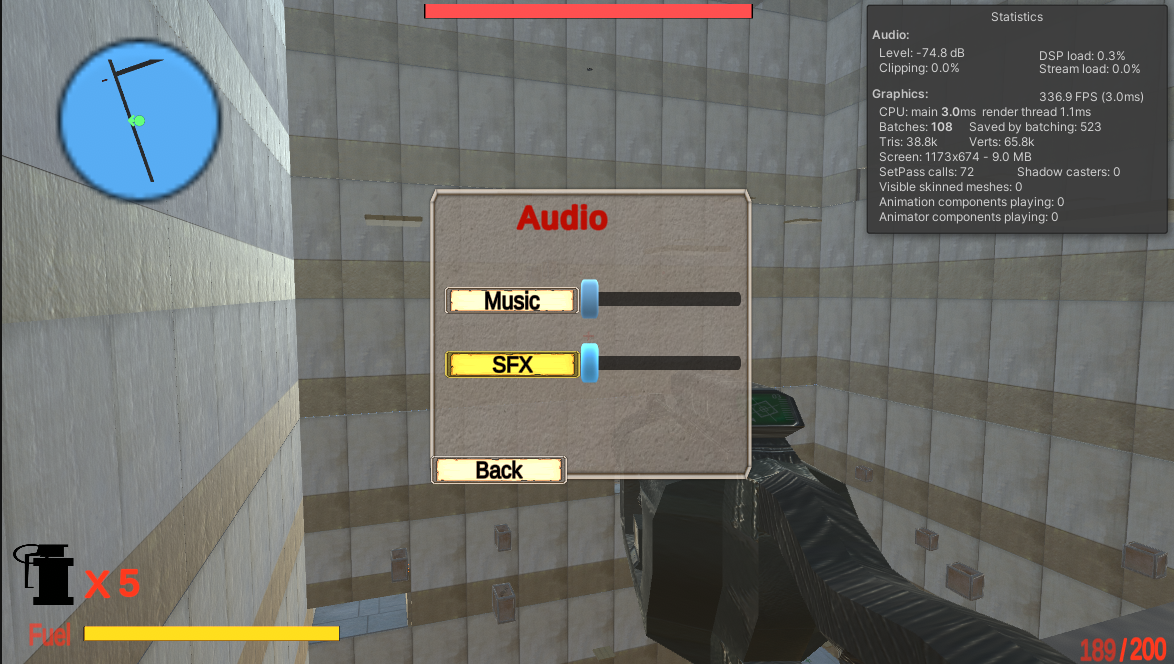 Statistics
Audio:
Level: -74.8 dB
DSP load: 0.3%
Clipping: 0.0%
Stream load: 0.0%
Graphics:
336.9 FPS (3.0ms)
CPU: main 3.0ms render thread 1.1ms
Batches: 108 Saved by batching: 523
Tris: 38.8k Verts: 65.8k
Screen: 1173x674 - 9.0 MB
SetPass calls: 72 Shadow casters: 0
Visible skinned meshes: 0
Animation components playing: 0
Animator components playing: 0
Audio
Music
SFX
Back
X 5
Fuel
189 / 200